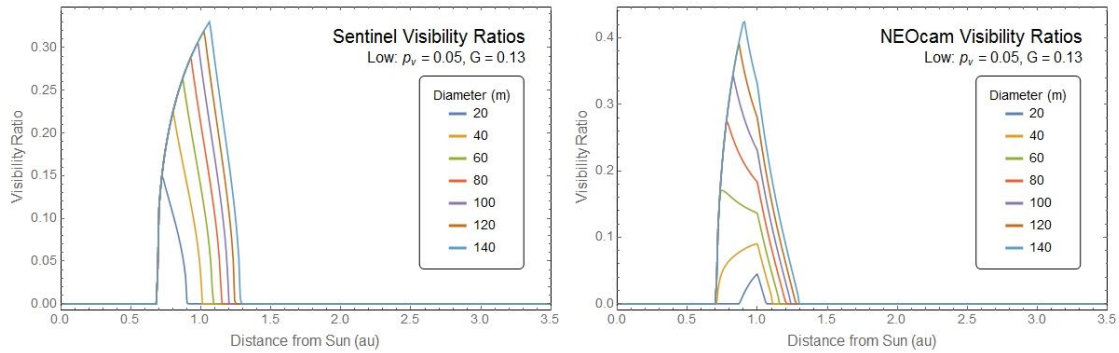 Sentinel Visibility Ratios
Low: pv = 0.05, G = 0.13
Diameter (m)
20
40
60
80
100
120
140
Visibility Ratio
0.30
0.25
0.20
0.15
0.10
0.05
0.00
0.0 0.5 1.0 1.5 2.0 2.5 3.0 3.5
Distance from Sun (au)
NEOcam Visibility Ratios
Low: pv = 0.05, G = 0.13
Diameter (m)
20
40
60
80
100
120
140
Visibility Ratio
0.4
0.3
0.2
0.1
0.0
0.0 0.5 1.0 1.5 2.0 2.5 3.0 3.5
Distance from Sun (au)